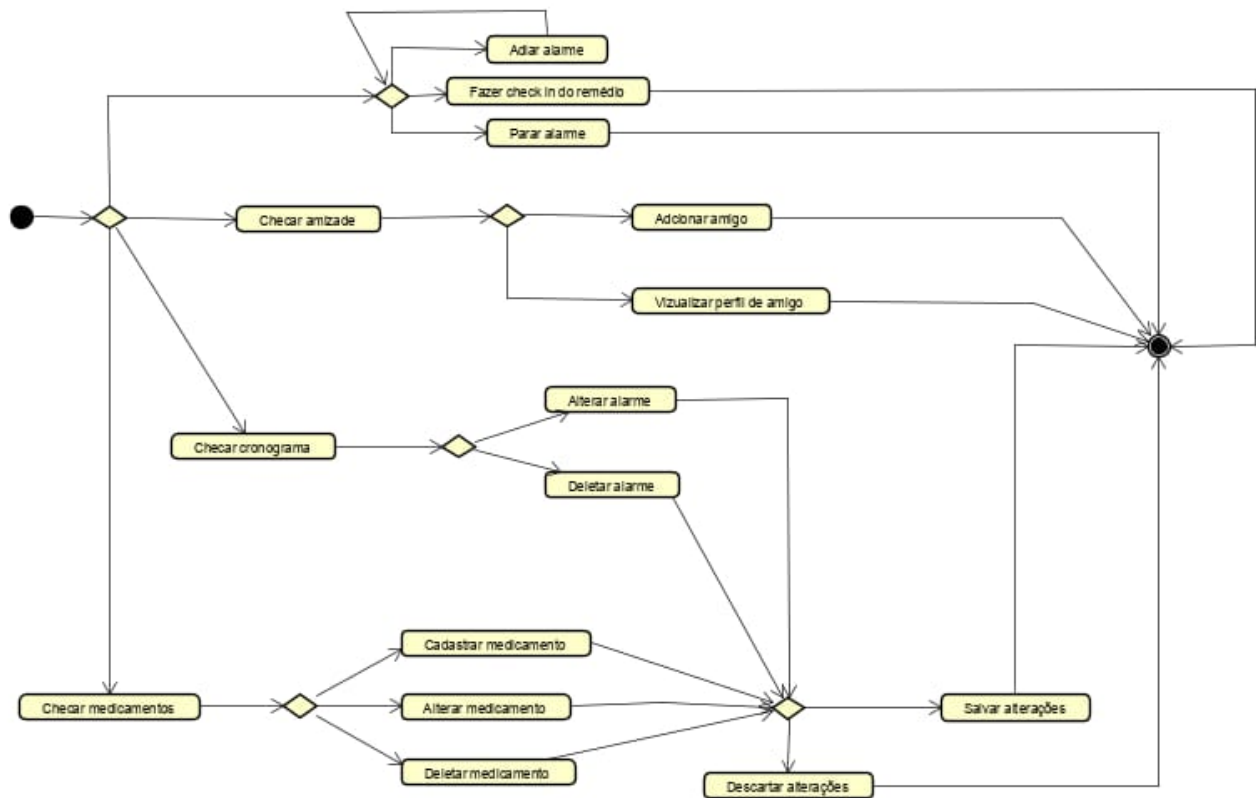 Adiar alarme
Fazer check in do remédio
Parar alarme
Checar amizade
Adcionar amigo
Vizualizar perfil de amigo
Alterar alarme
Checar cronograma
Deletar alarme
Cadastrar medicamento
Checar medicamentos
Alterar medicamento
Salvar alterações
Deletar medicamento
Descartar alterações